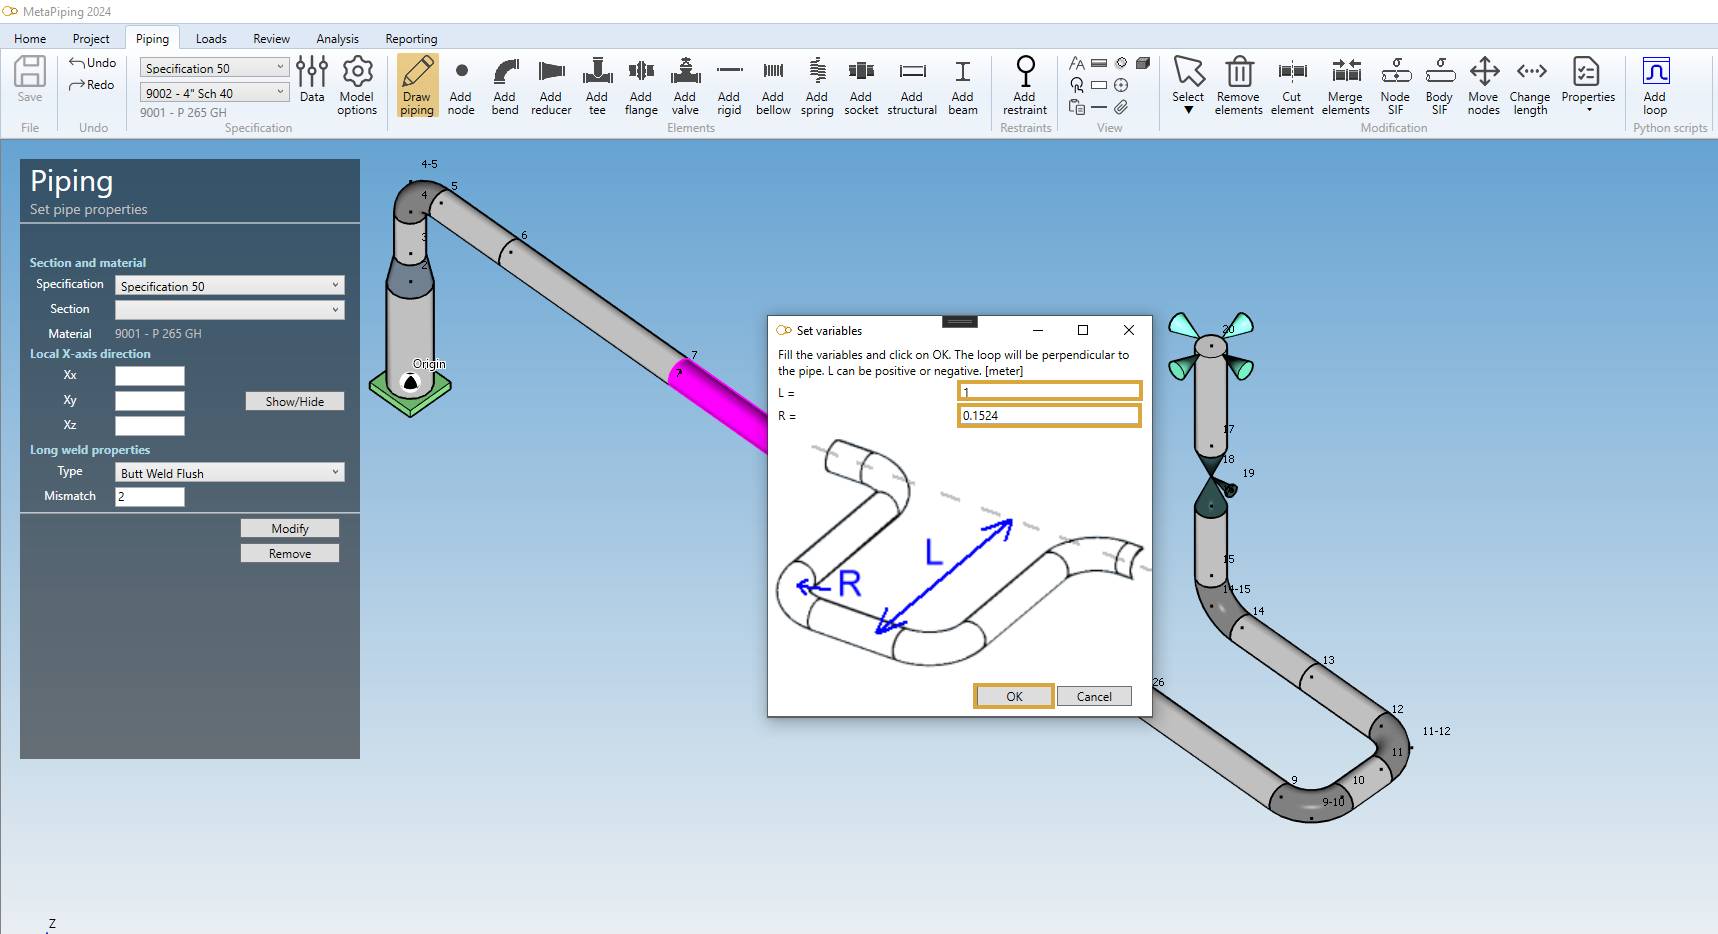 MetaPiping 2024
Home Project Piping Loads Review Analysis Reporting
Save
File
Undo
Redo
Undo
Specification 50
9002 - 4" Sch 40
9001 - P 265 GH
Data
Model options
Specification
Draw piping
Add node
Add bend
Add reducer
Add tee
Add flange
Add valve
Add rigid
Add bellow
Add spring
Add socket
Add structural
Add beam
Elements
Add restraint
Restraints
View
Select
Remove elements
Cut element
Merge elements
Node SIF
Body SIF
Move nodes
Change length
Properties
Modification
Add loop
Python scripts
Piping
Set pipe properties
Section and material
Specification Specification 50
Section
Material 9001 - P 265 GH
Local X-axis direction
Xx
Xy Show/Hide
Xz
Long weld properties
Type Butt Weld Flush
Mismatch 2
Modify
Remove
4-5
5
4
3
2
6
7
Origin
Set variables
Fill the variables and click on OK. The loop will be perpendicular to
the pipe. L can be positive or negative. [meter]
L = 1
R = 0.1524
L
R
OK Cancel
20
17
18
19
15
14-15
14
13
12
11-12
11
10
9
9-10
26
Z